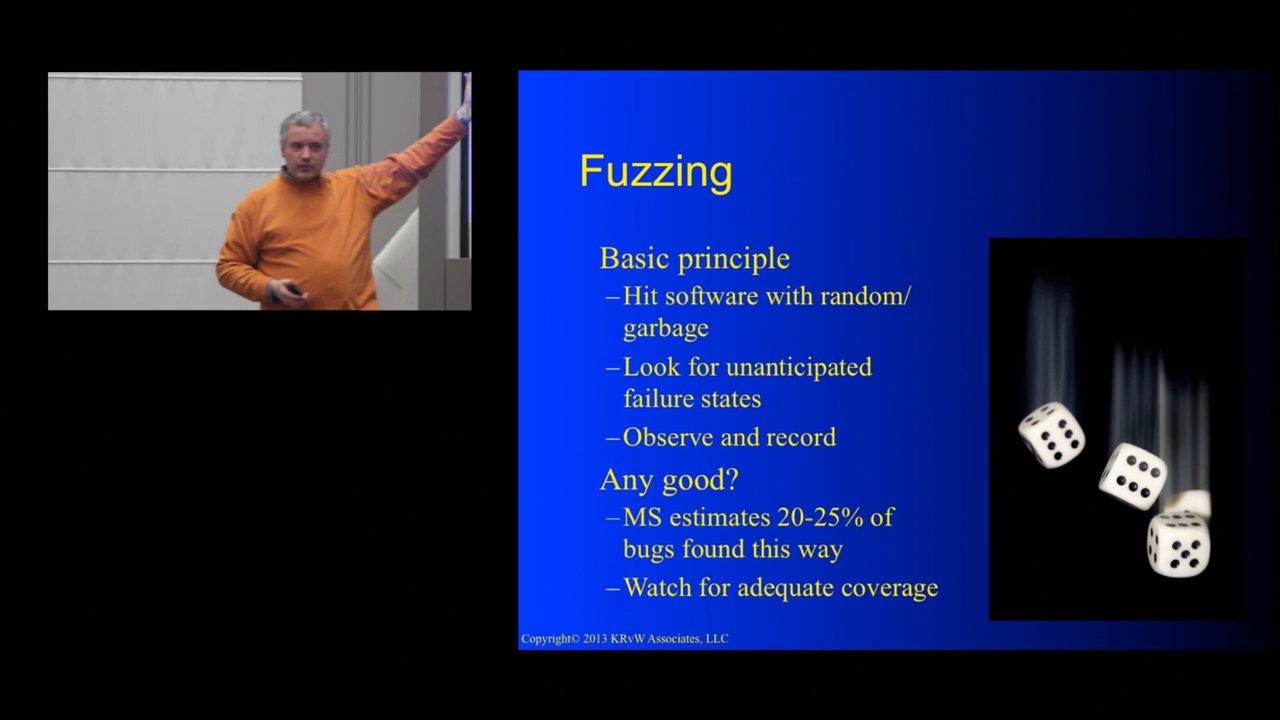 Fuzzing
Basic principle
–Hit software with random/
garbage
–Look for unanticipated
failure states
–Observe and record
Any good?
–MS estimates 20-25% of
bugs found this way
–Watch for adequate coverage
Copyright© 2013 KRvW Associates, LLC